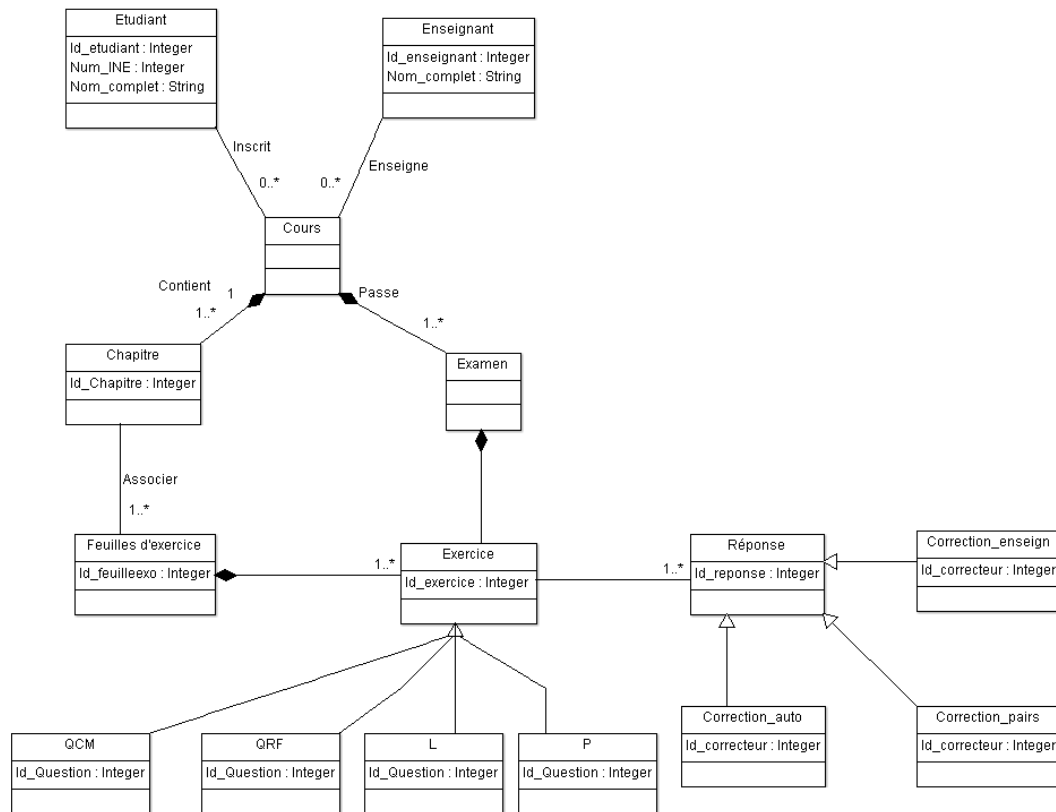 Etudiant
Id_etudiant : Integer
Num_INE : Integer
Nom_complet : String
Enseignant
Id_enseignant : Integer
Nom_complet : String
Inscrit
Enseigne
0..*
0..*
Cours
Contient
1
Passe
1..*
1..*
Chapitre
Id_Chapitre : Integer
Examen
Associer
1..*
Feuilles d'exercice
Id_feuilleexo : Integer
1..*
Exercice
Id_exercice : Integer
1..*
Réponse
Id_reponse : Integer
Correction_enseign
Id_correcteur : Integer
QCM
Id_Question : Integer
QRF
Id_Question : Integer
L
Id_Question : Integer
P
Id_Question : Integer
Correction_auto
Id_correcteur : Integer
Correction_pairs
Id_correcteur : Integer